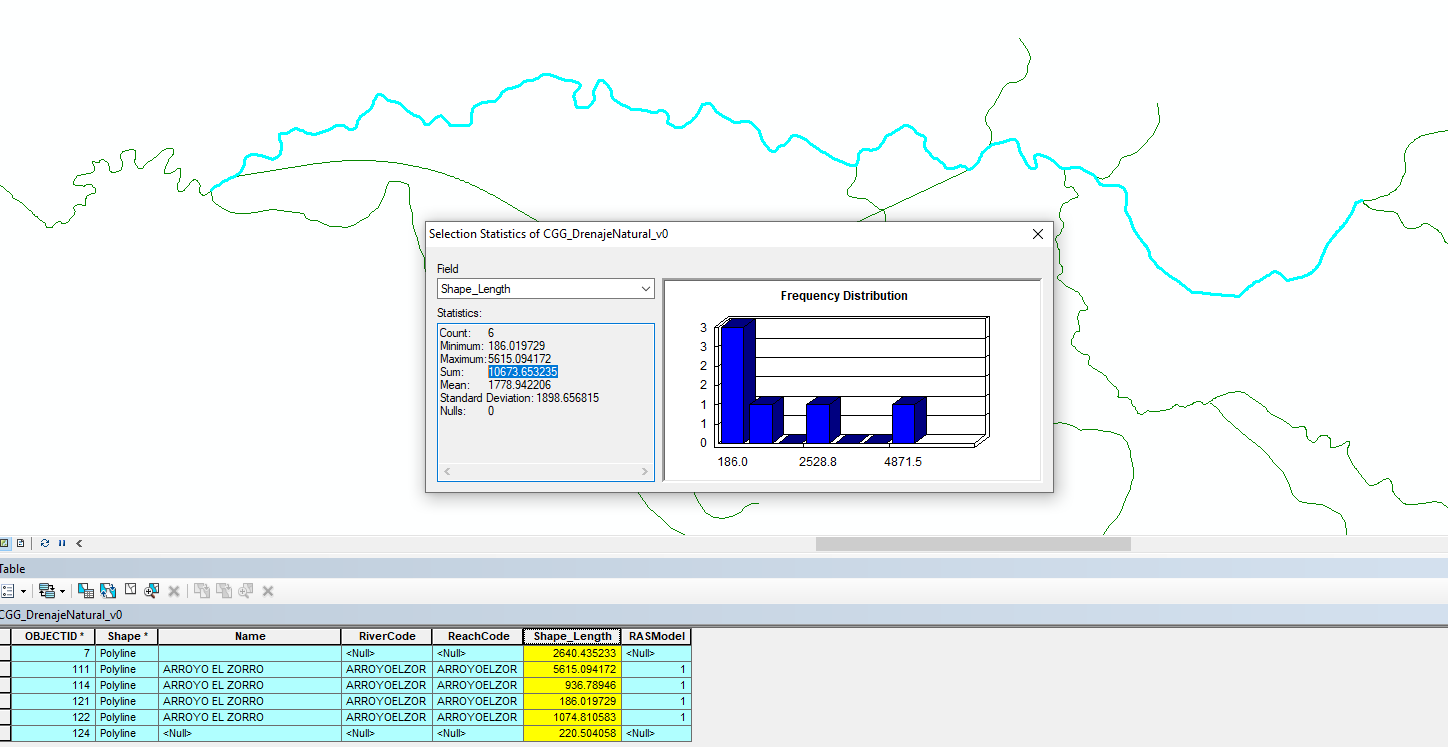 Selection Statistics of CGG_DrenajeNatural_v0
Field
Shape_Length
Statistics:
Count: 6
Minimum: 186.019729
Maximum: 5615.094172
Sum: 10673.653235
Mean: 1778.942206
Standard Deviation: 1898.656815
Nulls: 0
Frequency Distribution
3
3
2
2
1
1
0
186.0 2528.8 4871.5
Table
CGG_DrenajeNatural_v0
OBJECTID * Shape * Name RiverCode ReachCode Shape_Length RASModel
7 Polyline <Null> <Null> 2640.435233 <Null>
111 Polyline ARROYO EL ZORRO ARROYOELZOR ARROYOELZOR 5615.094172 1
114 Polyline ARROYO EL ZORRO ARROYOELZOR ARROYOELZOR 936.78946 1
121 Polyline ARROYO EL ZORRO ARROYOELZOR ARROYOELZOR 186.019729 1
122 Polyline ARROYO EL ZORRO ARROYOELZOR ARROYOELZOR 1074.810583 1
124 Polyline <Null> <Null> <Null> 220.504058 <Null>